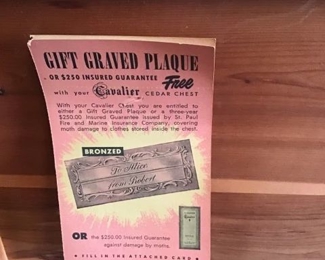 GIFT GRAVED PLAQUE
OR $250 INSURED GUARANTEE Free
with your Cavalier CEDAR CHEST
With your Cavalier Chest you are entitled to
either a Gift Graved Plaque or a three-year
$250.00 Insured Guarantee issued by St. Paul
Fire and Marine Insurance Company, covering
moth damage to clothes stored inside the chest.
BRONZED
To Alice
from Robert
OR the $250.00 Insured Guarantee
against damage by moths.
★ FILL IN THE ATTACHED CARD ★